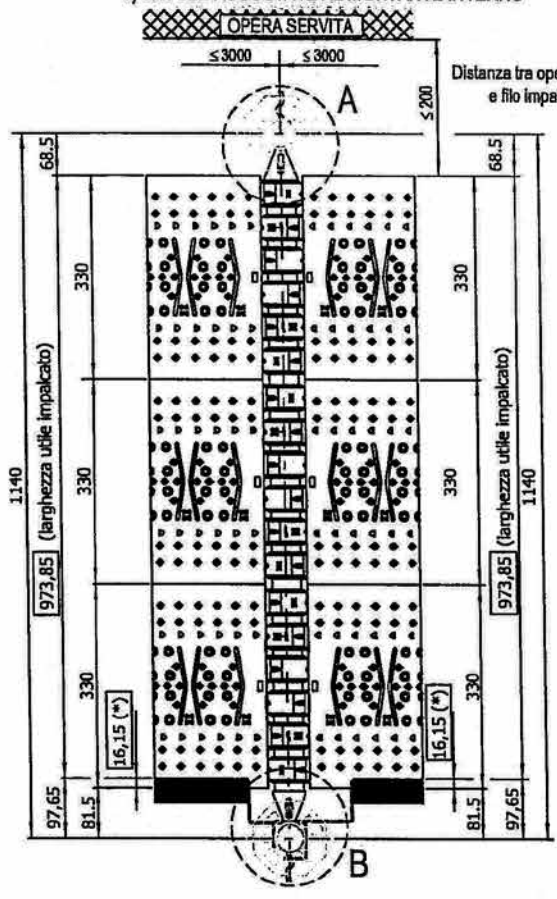 OPERA SERVITA
≤3000
≤3000
A
Distanza tra
≤200
68.5
68.5
330
330
1140
973,85 (larghezza utile impalcato)
330
330
973,85 (larghezza utile impalcato)
1140
330
330
16,15 (*)
16,15 (*)
97,65
81.5
81.5
97,65
B
e filo